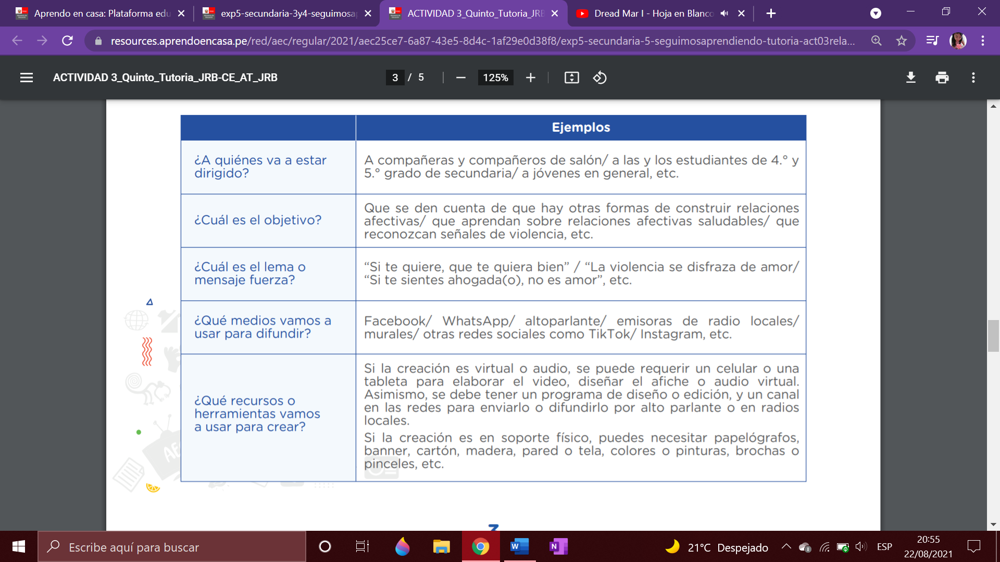 Aprendo en casa: Plataforma edu
exp5-secundaria-3y4-seguimosap
ACTIVIDAD 3_Quinto_Tutoria_JRB
Dread Mar I - Hoja en Blanco
resources.aprendoencasa.pe/red/aec/regular/2021/aec25ce7-6a87-43e5-8d4c-1af29e0d38f8/exp5-secundaria-5-seguimosaprendiendo-tutoria-act03rela...
ACTIVIDAD 3_Quinto_Tutoria_JRB-CE_AT_JRB
3 / 5
125%
Ejemplos
¿A quiénes va a estar
dirigido?
A compañeras y compañeros de salón/ a las y los estudiantes de 4.° y
5.° grado de secundaria/ a jóvenes en general, etc.
¿Cuál es el objetivo?
Que se den cuenta de que hay otras formas de construir relaciones
afectivas/ que aprendan sobre relaciones afectivas saludables/ que
reconozcan señales de violencia, etc.
¿Cuál es el lema o
mensaje fuerza?
“Si te quiere, que te quiera bien” / “La violencia se disfraza de amor/
“Si te sientes ahogada(o), no es amor”, etc.
¿Qué medios vamos a
usar para difundir?
Facebook/ WhatsApp/ altoparlante/ emisoras de radio locales/
murales/ otras redes sociales como TikTok/ Instagram, etc.
¿Qué recursos o
herramientas vamos
a usar para crear?
Si la creación es virtual o audio, se puede requerir un celular o una
tableta para elaborar el video, diseñar el afiche o audio virtual.
Asimismo, se debe tener un programa de diseño o edición, y un canal
en las redes para enviarlo o difundirlo por alto parlante o en radios
locales.
Si la creación es en soporte físico, puedes necesitar papelógrafos,
banner, cartón, madera, pared o tela, colores o pinturas, brochas o
pinceles, etc.
3
Escribe aquí para buscar
21°C Despejado
ESP
20:55
22/08/2021